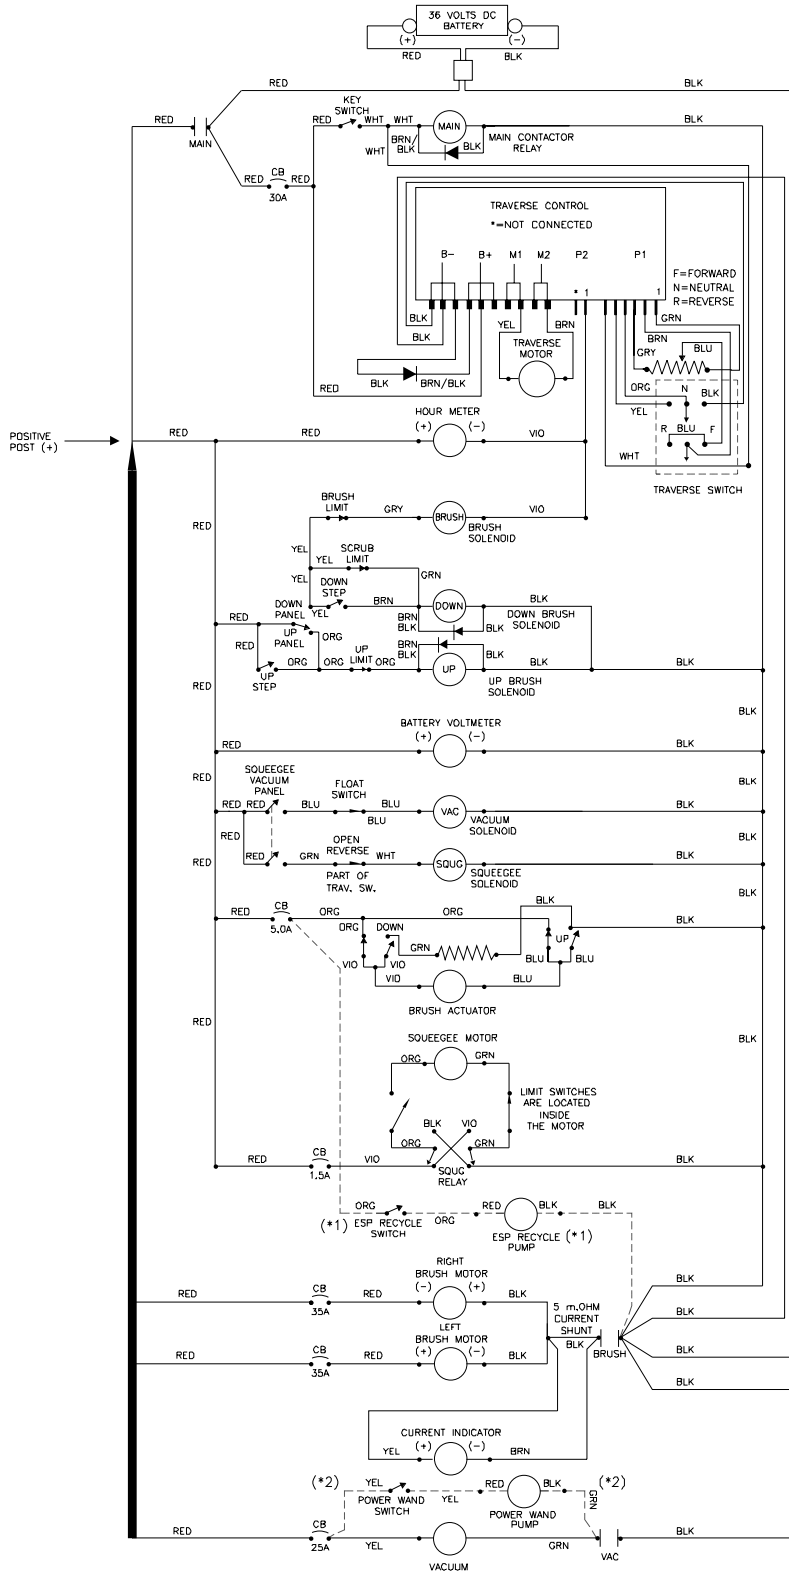 36 VOLTS DC
BATTERY
(+)
(-)
RED
BLK
RED
BLK
RED
MAIN
RED
KEY
SWITCH
WHT
WHT
MAIN
BLK
MAIN CONTACTOR
RELAY
BRN/
BLK
BLK
WHT
RED
CB
RED
30A
TRAVERSE CONTROL
*=NOT CONNECTED
B-
B+
M1
M2
P2
P1
* 1
1
F=FORWARD
N=NEUTRAL
R=REVERSE
BLK
BLK
YEL
BRN
GRN
BRN
BLU
GRY
TRAVERSE
MOTOR
BLK
BRN/BLK
RED
ORG
N
BLK
YEL
R
BLU
F
WHT
TRAVERSE SWITCH
POSITIVE
POST (+)
RED
RED
HOUR METER
(+)
(-)
VIO
RED
BRUSH
LIMIT
GRY
BRUSH
VIO
BRUSH
SOLENOID
YEL
YEL
SCRUB
LIMIT
GRN
YEL
DOWN
STEP
YEL
BRN
DOWN
BLK
DOWN BRUSH
SOLENOID
BRN
BLK
BLK
RED
DOWN
PANEL
UP
PANEL
ORG
RED
UP
STEP
ORG
ORG
UP
LIMIT
ORG
BRN
BLK
UP
BLK
BLK
UP BRUSH
SOLENOID
BLK
RED
BLK
BATTERY VOLTMETER
(+)
(-)
RED
BLK
RED
BLK
SQUEEGEE
VACUUM
PANEL
FLOAT
SWITCH
RED
RED
BLU
BLU
BLU
VAC
VACUUM
SOLENOID
BLK
RED
BLK
OPEN
REVERSE
RED
GRN
WHT
PART OF
TRAV. SW.
SQUG
SQUEEGEE
SOLENOID
BLK
RED
BLK
RED
CB
5.0A
ORG
ORG
BLK
BLK
ORG
DOWN
GRN
UP
VIO
VIO
BLU
BLU
VIO
BLU
BRUSH ACTUATOR
RED
BLK
SQUEEGEE MOTOR
ORG
GRN
LIMIT SWITCHES
ARE LOCATED
INSIDE
THE MOTOR
BLK
VIO
ORG
GRN
RED
CB
1.5A
VIO
SQUG
RELAY
BLK
(*1)
ORG
ESP RECYCLE
SWITCH
ORG
RED
BLK
ESP RECYCLE
PUMP
(*1)
BLK
RIGHT
BRUSH MOTOR
(-)
(+)
RED
CB
35A
RED
BLK
LEFT
BRUSH MOTOR
(+)
(-)
RED
CB
35A
RED
BLK
5 m.OHM
CURRENT
SHUNT
BLK
BRUSH
BLK
BLK
BLK
BLK
CURRENT INDICATOR
(+)
(-)
YEL
BRN
(*2)
YEL
POWER WAND
SWITCH
YEL
RED
BLK
POWER WAND
PUMP
(*2)
GRN
RED
CB
25A
YEL
VACUUM
GRN
VAC
BLK